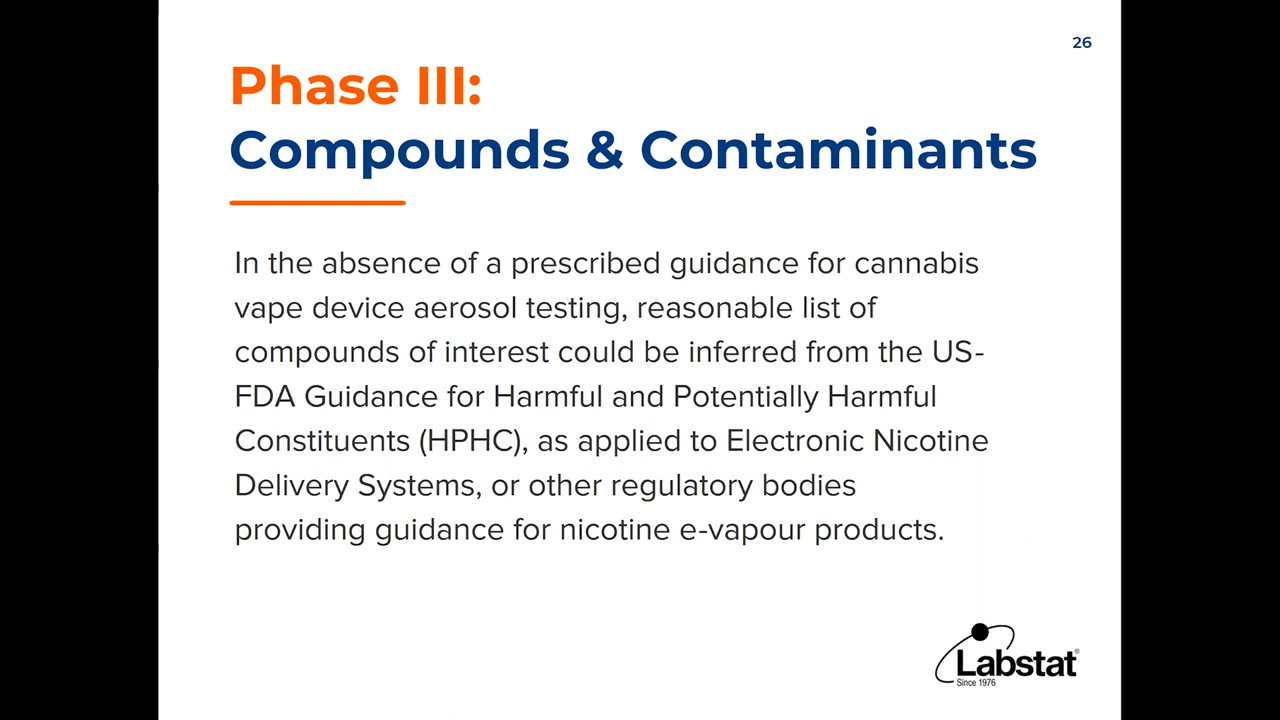 26
Phase III:
Compounds & Contaminants
In the absence of a prescribed guidance for cannabis
vape device aerosol testing, reasonable list of
compounds of interest could be inferred from the US-
FDA Guidance for Harmful and Potentially Harmful
Constituents (HPHC), as applied to Electronic Nicotine
Delivery Systems, or other regulatory bodies
providing guidance for nicotine e-vapour products.
Labstat®
Since 1976